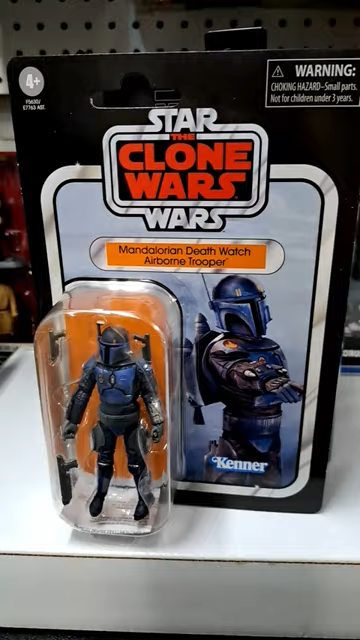 4+
F5630/
E7763 AST.
WARNING:
CHOKING HAZARD–Small parts.
Not for children under 3 years.
STAR
THE
CLONE
WARS
WARS
Mandalorian Death Watch
Airborne Trooper
Kenner